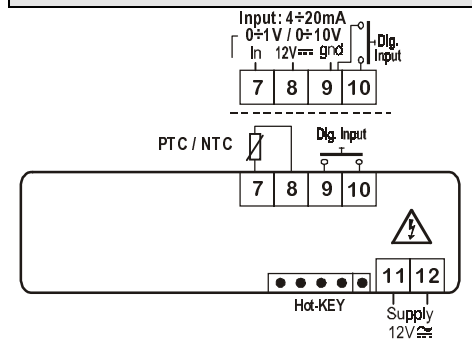 Input: 4÷20mA
0÷1V / 0÷10V
In 12V⎓ gnd
Dig.
Input
7 8 9 10
PTC / NTC
Dig. Input
7 8 9 10
11 12
Hot-KEY
Supply
12V≂